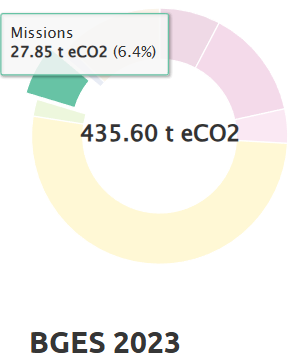 Missions
27.85 t eCO2 (6.4%)
435.60 t eCO2
BGES 2023